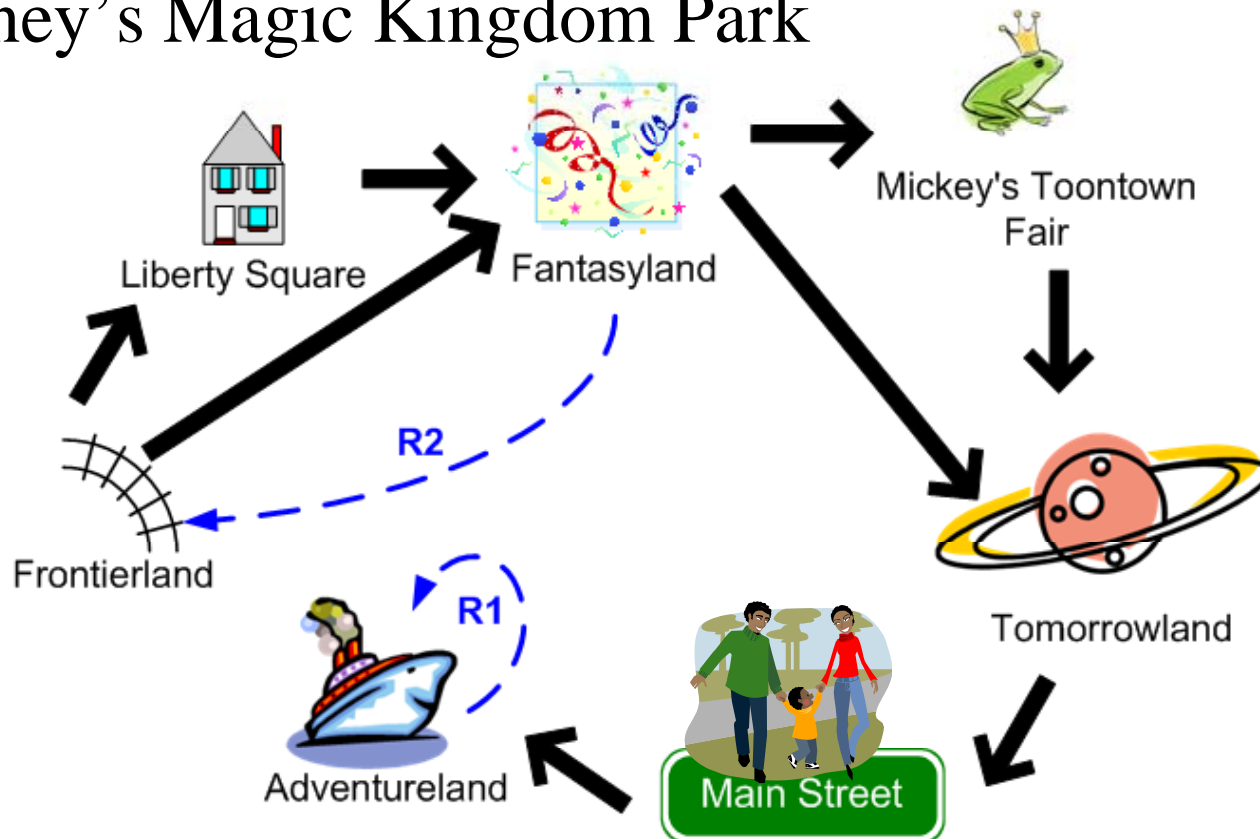 ney's Magic Kingdom Park
Liberty Square
Fantasyland
Mickey's Toontown
Fair
R2
Frontierland
R1
Tomorrowland
Adventureland
Main Street